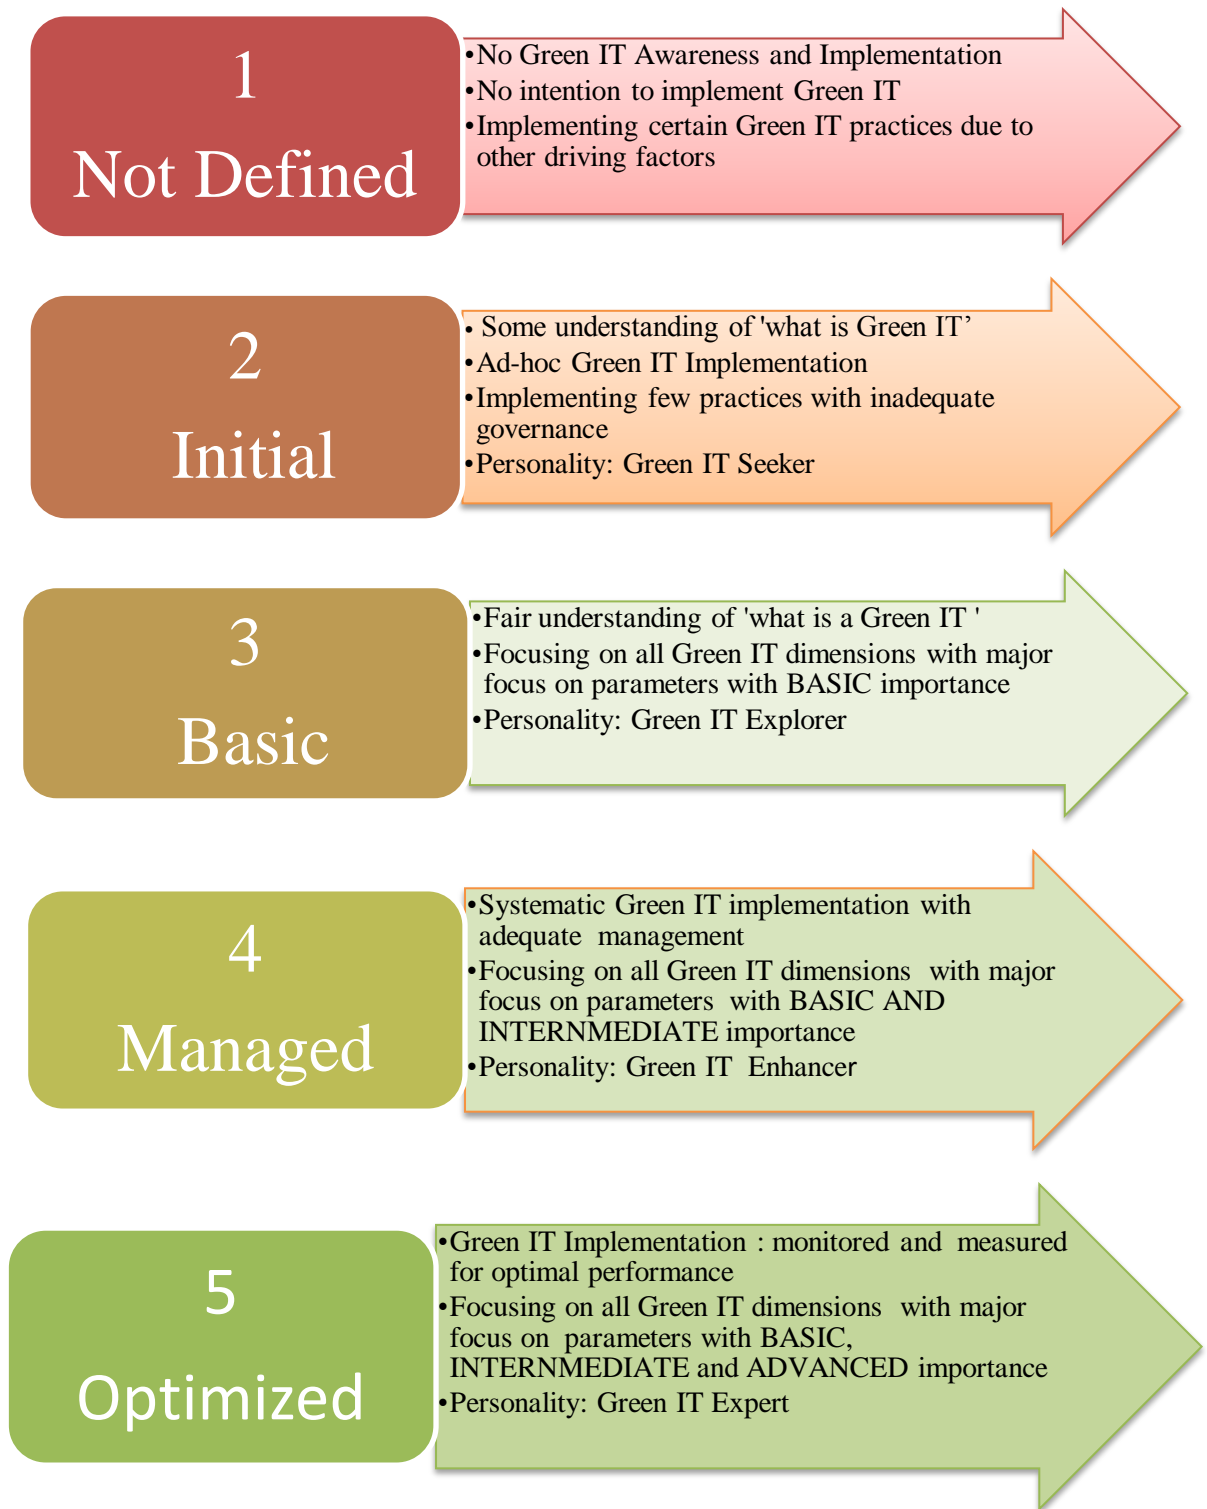 1
Not Defined
•No Green IT Awareness and Implementation
•No intention to implement Green IT
•Implementing certain Green IT practices due to
other driving factors
2
Initial
• Some understanding of 'what is Green IT’
•Ad-hoc Green IT Implementation
•Implementing few practices with inadequate
governance
•Personality: Green IT Seeker
3
Basic
•Fair understanding of 'what is a Green IT '
•Focusing on all Green IT dimensions with major
focus on parameters with BASIC importance
•Personality: Green IT Explorer
4
Managed
•Systematic Green IT implementation with
adequate management
•Focusing on all Green IT dimensions with major
focus on parameters with BASIC AND
INTERNMEDIATE importance
•Personality: Green IT Enhancer
5
Optimized
•Green IT Implementation : monitored and measured
for optimal performance
•Focusing on all Green IT dimensions with major
focus on parameters with BASIC,
INTERNMEDIATE and ADVANCED importance
•Personality: Green IT Expert